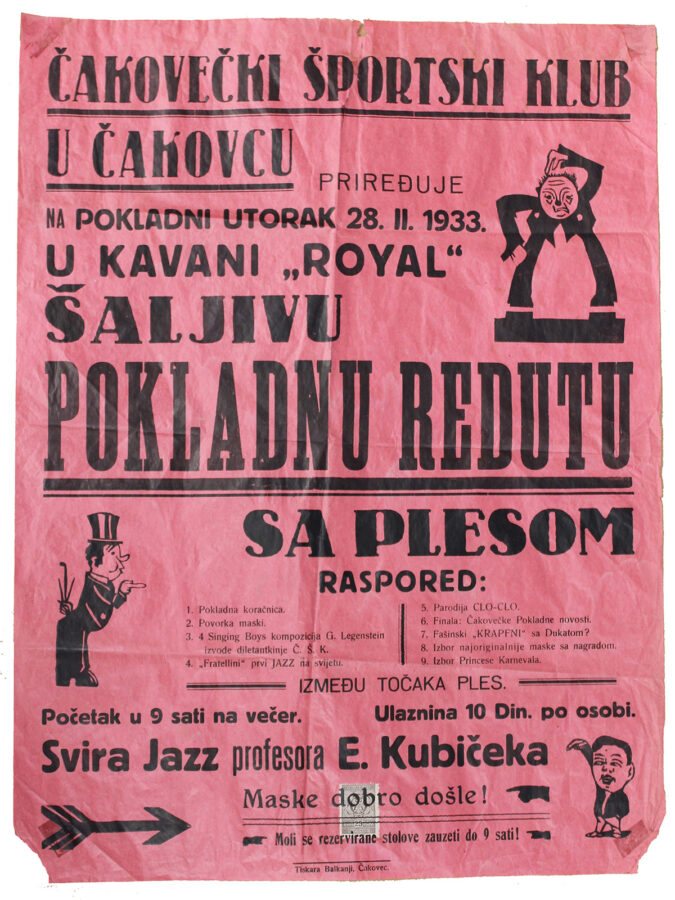 ČAKOVEČKI ŠPORTSKI KLUB
U ČAKOVCU
PRIREĐUJE
NA POKLADNI UTORAK 28. II. 1933.
U KAVANI „ROYAL“
ŠALJIVU
POKLADNU REDUTU
SA PLESOM
RASPORED:
1. Pokladna koračnica.
2. Povorka maski.
3. 4 Singing Boys kompozicija G. Legenstein
izvode diletantkinje Č. Š. K.
4. „Fratellini“ prvi JAZZ na svijetu.
5. Parodija CLO-CLO.
6. Finala: Čakovečke Pokladne novosti.
7. Fašinski „KRAPFNI“ sa Dukatom?
8. Izbor najoriginalnije maske sa nagradom.
9. Izbor Princese Karnevala.
IZMEĐU TOČAKA PLES.
Početak u 9 sati na večer.
Ulaznina 10 Din. po osobi.
Svira Jazz profesora E. Kubičeka
Maske dobro došle!
Moli se rezervirane stolove zauzeti do 9 sati!
Tiskara Balkanji, Čakovec.